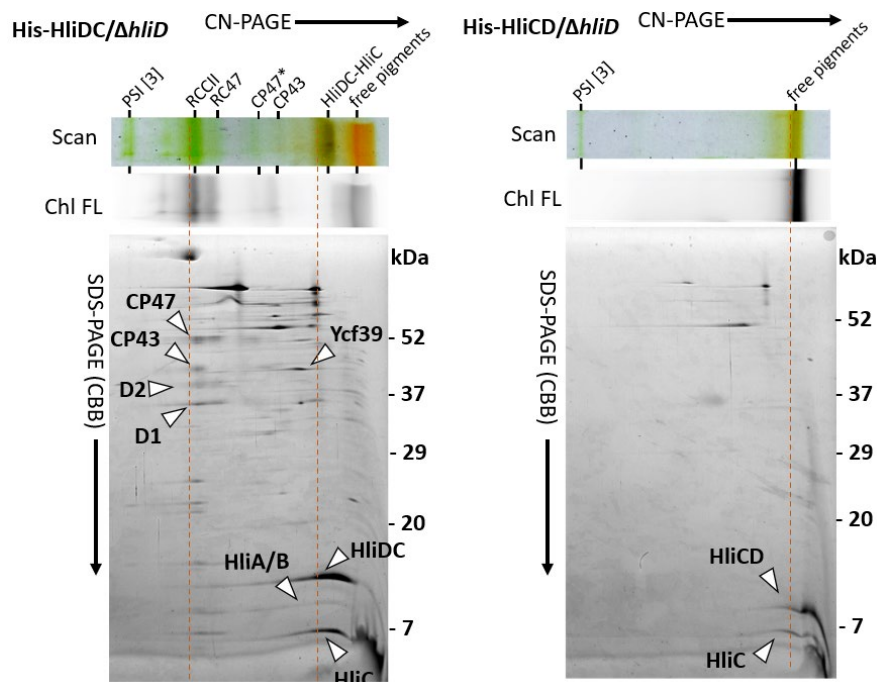 His-HliDC/ΔhliD
CN-PAGE
PSI [3]
RCCII
RC47
CP47*
CP43
HliDC-HliC
free pigments
Scan
Chl FL
kDa
SDS-PAGE (CBB)
CP47
CP43
D2
D1
Ycf39
HliA/B
HliDC
HliC
- 52
- 37
- 29
- 20
- 7
His-HliCD/ΔhliD
CN-PAGE
PSI [3]
free pigments
Scan
Chl FL
kDa
SDS-PAGE (CBB)
HliCD
HliC
- 52
- 37
- 29
- 20
- 7